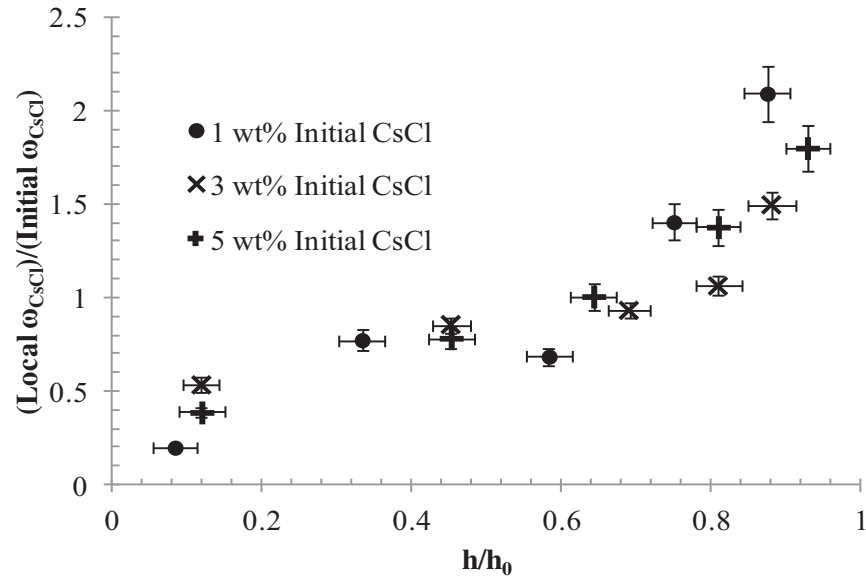 2.5
2
1.5
1
0.5
0
(Local ωCsCl)/(Initial ωCsCl)
1 wt% Initial CsCl
3 wt% Initial CsCl
5 wt% Initial CsCl
0 0.2 0.4 0.6 0.8 1
h/h0